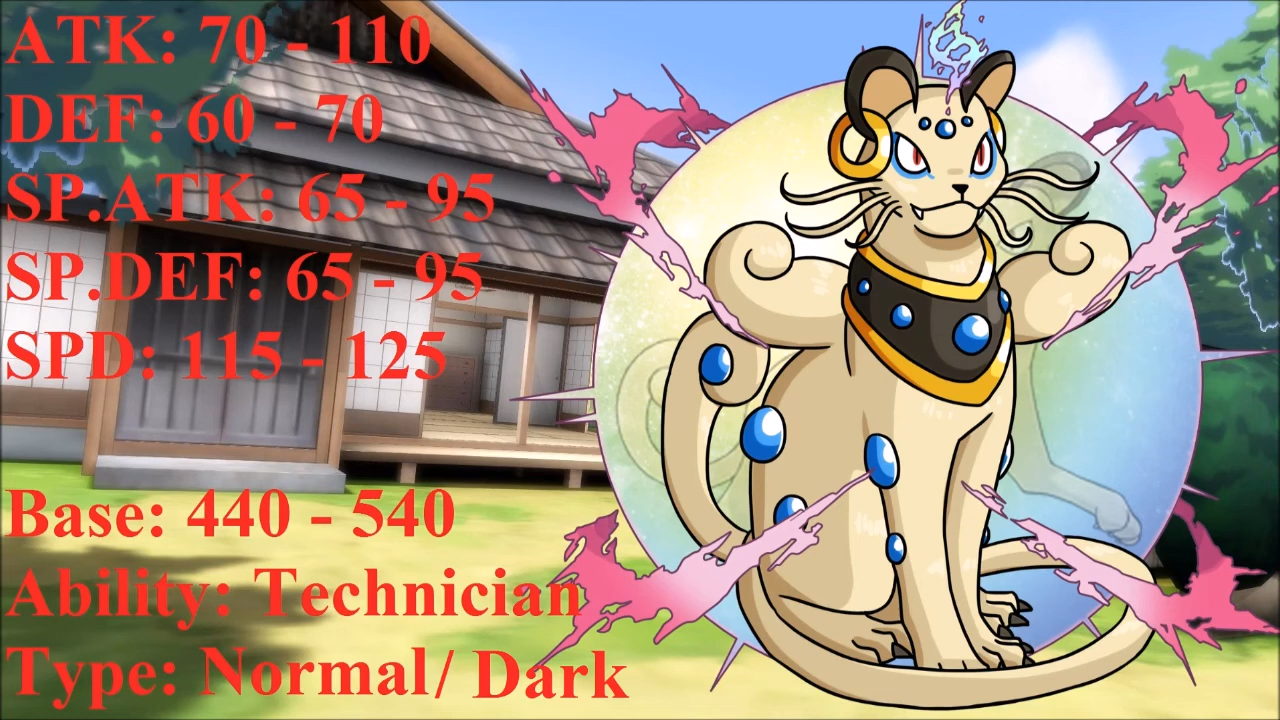 ATK: 70 - 110
DEF: 60 - 70
SP.ATK: 65 - 95
SP.DEF: 65 - 95
SPD: 115 - 125
Base: 440 - 540
Ability: Technician
Type: Normal/ Dark